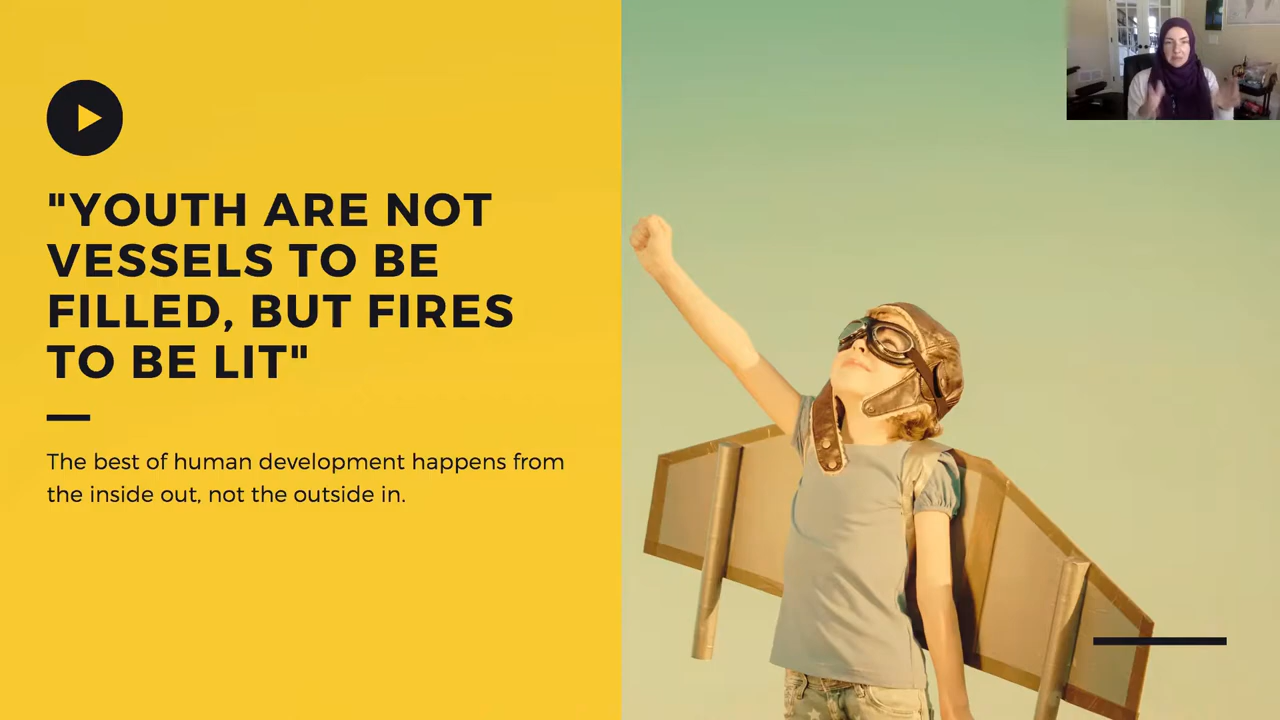 "YOUTH ARE NOT
VESSELS TO BE
FILLED, BUT FIRES
TO BE LIT"
The best of human development happens from
the inside out, not the outside in.